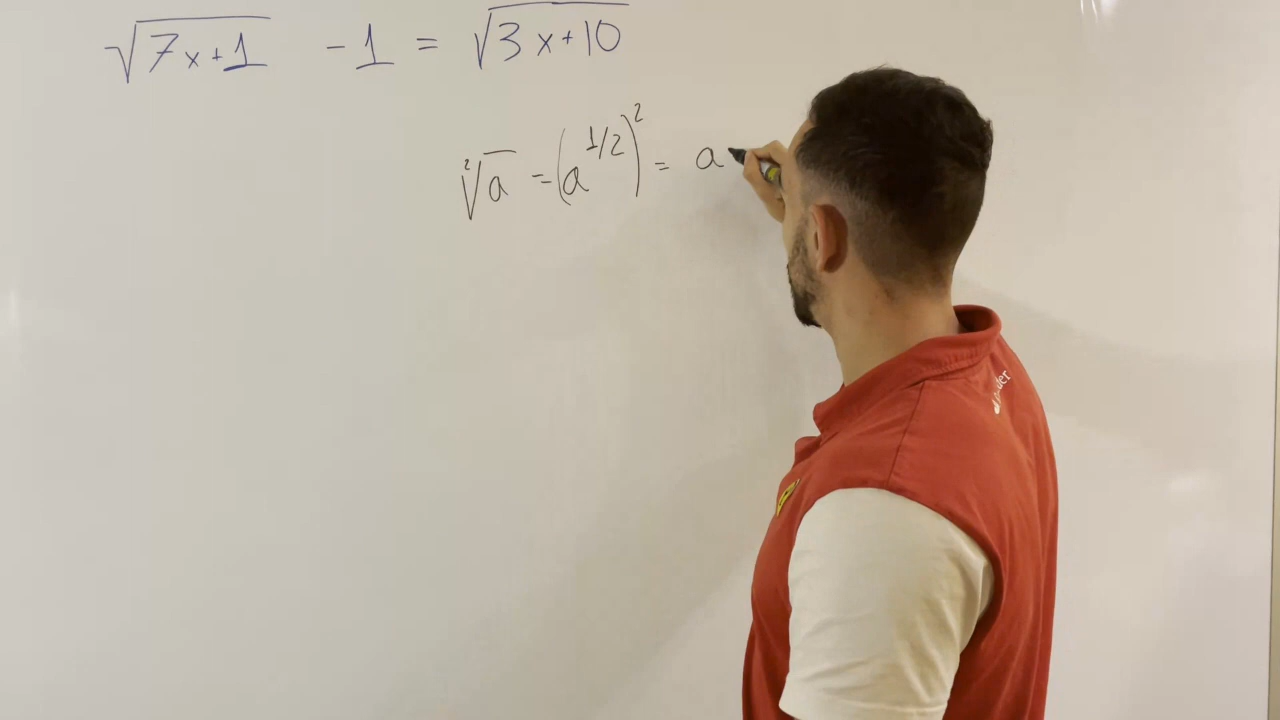 √7x+1 -1 = √3x+10
²√a = (a^1/2)^2 = a